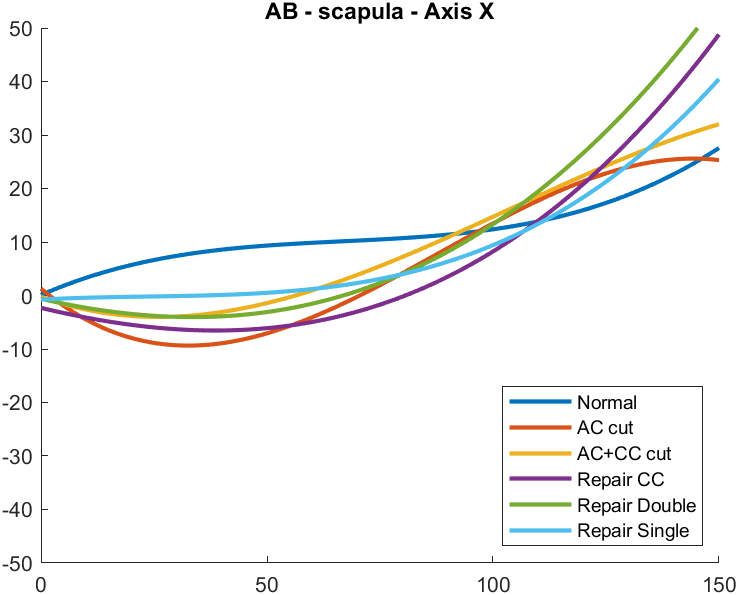 AB - scapula - Axis X
50
40
30
20
10
0
-10
-20
-30
-40
-50
0
50
100
150
Normal
AC cut
AC+CC cut
Repair CC
Repair Double
Repair Single